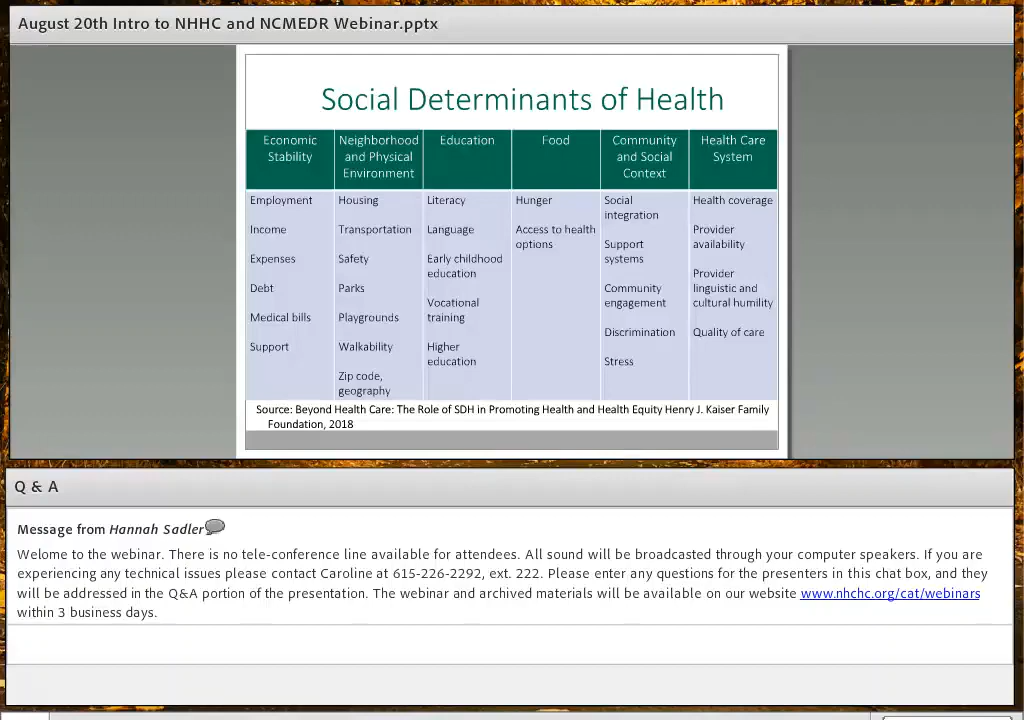 August 20th Intro to NHHC and NCMEDR Webinar.pptx
Social Determinants of Health
Economic
Stability
Neighborhood
and Physical
Environment
Education
Food
Community
and Social
Context
Health Care
System
Employment
Income
Expenses
Debt
Medical bills
Support
Housing
Transportation
Safety
Parks
Playgrounds
Walkability
Zip code,
geography
Literacy
Language
Early childhood
education
Vocational
training
Higher
education
Hunger
Access to health
options
Social
integration
Support
systems
Community
engagement
Discrimination
Stress
Health coverage
Provider
availability
Provider
linguistic and
cultural humility
Quality of care
Source: Beyond Health Care: The Role of SDH in Promoting Health and Health Equity Henry J. Kaiser Family
Foundation, 2018
Q & A
Message from Hannah Sadler
Welome to the webinar. There is no tele-conference line available for attendees. All sound will be broadcasted through your computer speakers. If you are
experiencing any technical issues please contact Caroline at 615-226-2292, ext. 222. Please enter any questions for the presenters in this chat box, and they
will be addressed in the Q&A portion of the presentation. The webinar and archived materials will be available on our website www.nhchc.org/cat/webinars
within 3 business days.